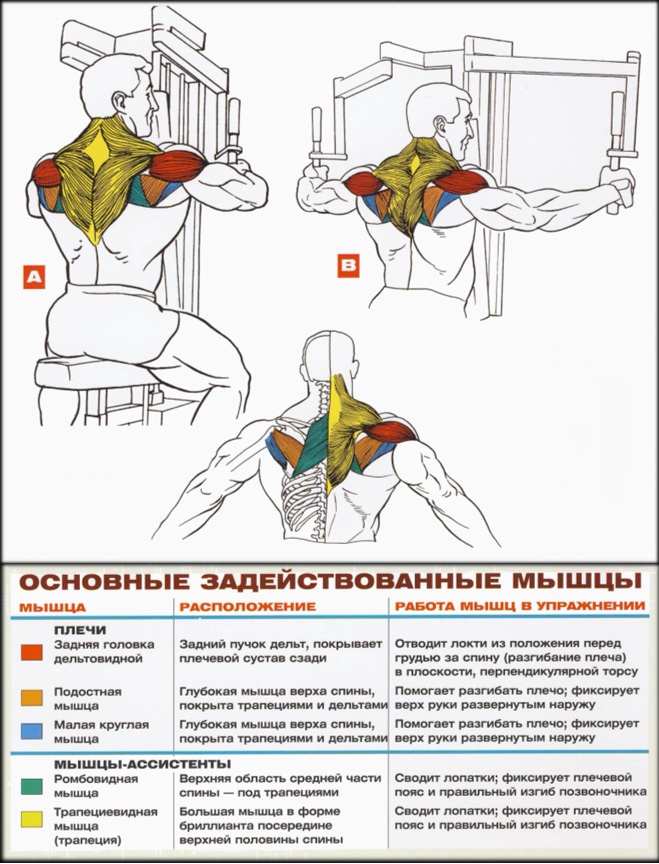 А
В
ОСНОВНЫЕ ЗАДЕЙСТВОВАННЫЕ МЫШЦЫ
МЫШЦА РАСПОЛОЖЕНИЕ РАБОТА МЫШЦ В УПРАЖНЕНИИ
ПЛЕЧИ
Задняя головка
дельтовидной
Задний пучок дельт, покрывает
плечевой сустав сзади
Отводит локти из положения перед
грудью за спину (разгибание плеча)
в плоскости, перпендикулярной торсу
Подостная
мышца
Глубокая мышца верха спины,
покрыта трапециями и дельтами
Помогает разгибать плечо; фиксирует
верх руки развернутым наружу
Малая круглая
мышца
Глубокая мышца верха спины,
покрыта трапециями и дельтами
Помогает разгибать плечо; фиксирует
верх руки развернутым наружу
МЫШЦЫ-АССИСТЕНТЫ
Ромбовидная
мышца
Верхняя область средней части
спины — под трапециями
Сводит лопатки; фиксирует плечевой
пояс и правильный изгиб позвоночника
Трапециевидная
мышца
(трапеция)
Большая мышца в форме
бриллианта посередине
верхней половины спины
Сводит лопатки; фиксирует плечевой
пояс и правильный изгиб позвоночника